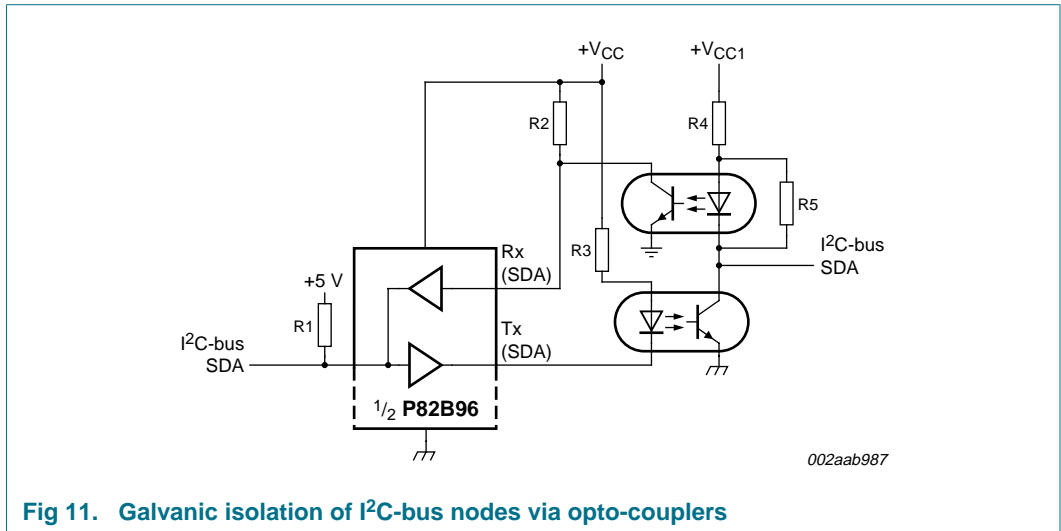 +VCC
+VCC1
R2
R4
R5
R3
I2C-bus
SDA
Rx
(SDA)
+5 V
R1
I2C-bus
SDA
Tx
(SDA)
1/2 P82B96
002aab987
Fig 11. Galvanic isolation of I2C-bus nodes via opto-couplers